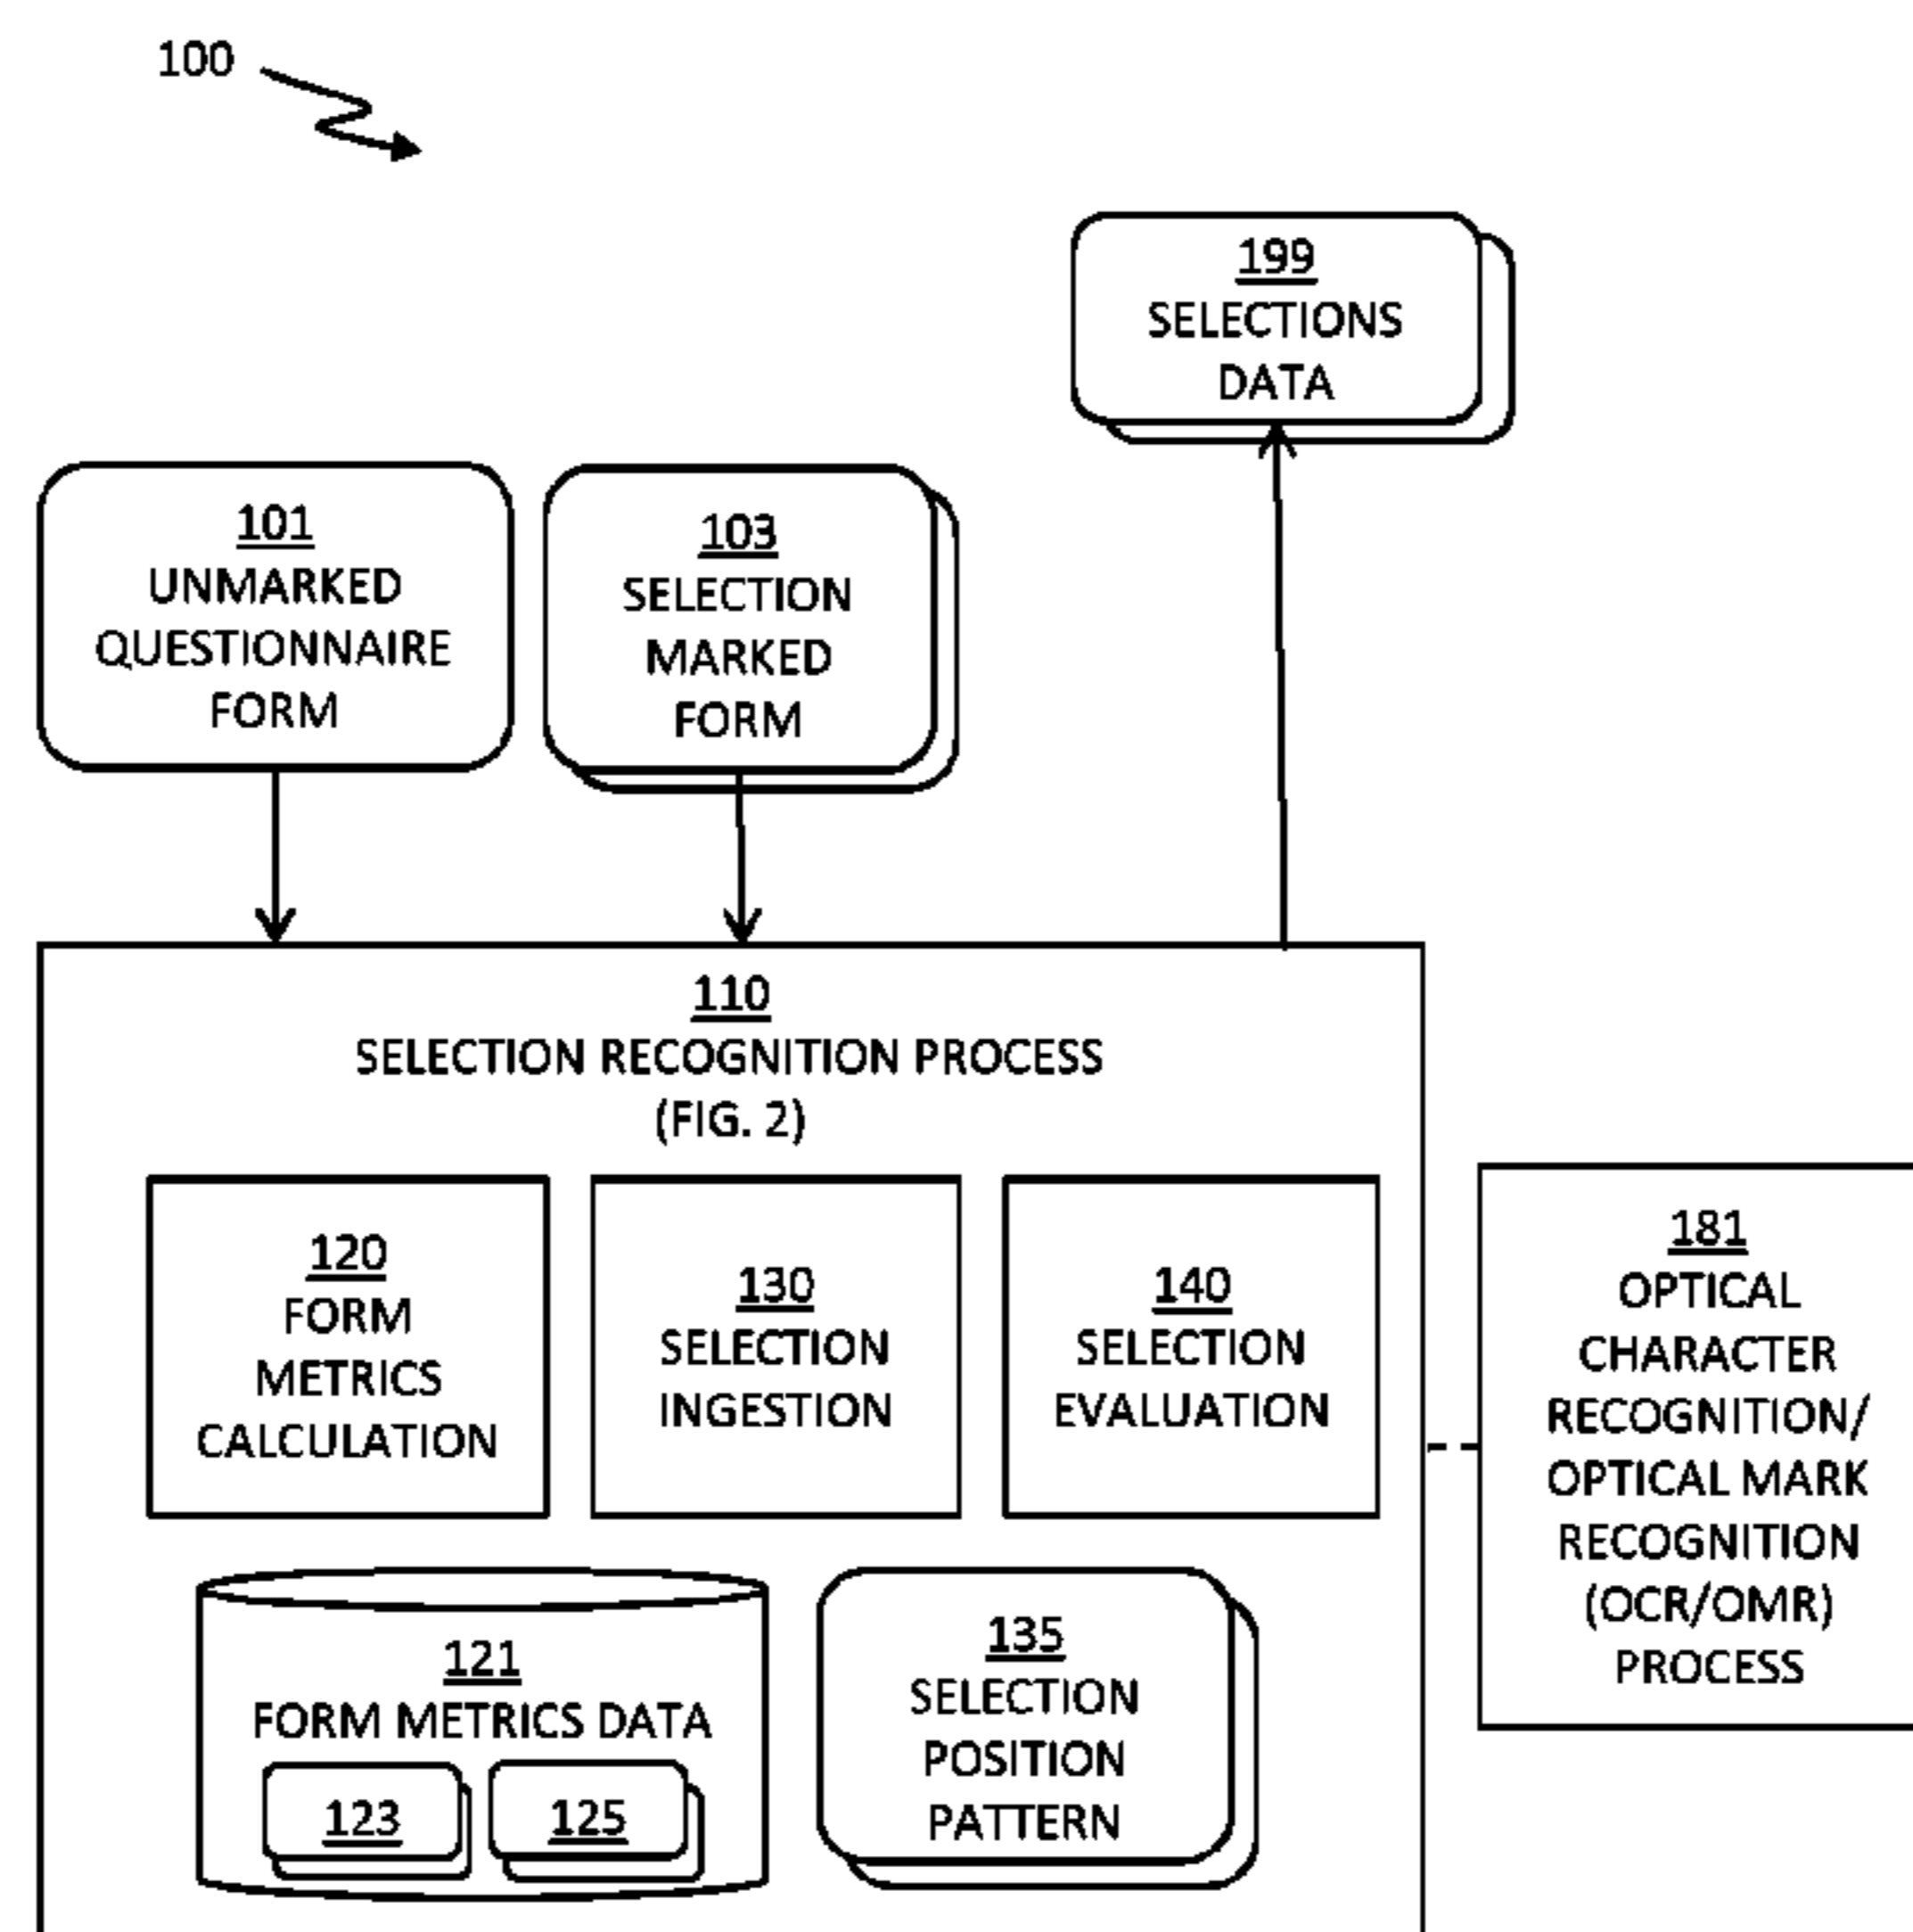 100
199
SELECTIONS
DATA
101
UNMARKED
QUESTIONNAIRE
FORM
103
SELECTION
MARKED
FORM
110
SELECTION RECOGNITION PROCESS
(FIG. 2)
120
FORM
METRICS
CALCULATION
130
SELECTION
INGESTION
140
SELECTION
EVALUATION
181
OPTICAL
CHARACTER
RECOGNITION/
OPTICAL MARK
RECOGNITION
(OCR/OMR)
PROCESS
121
FORM METRICS DATA
123
125
135
SELECTION
POSITION
PATTERN